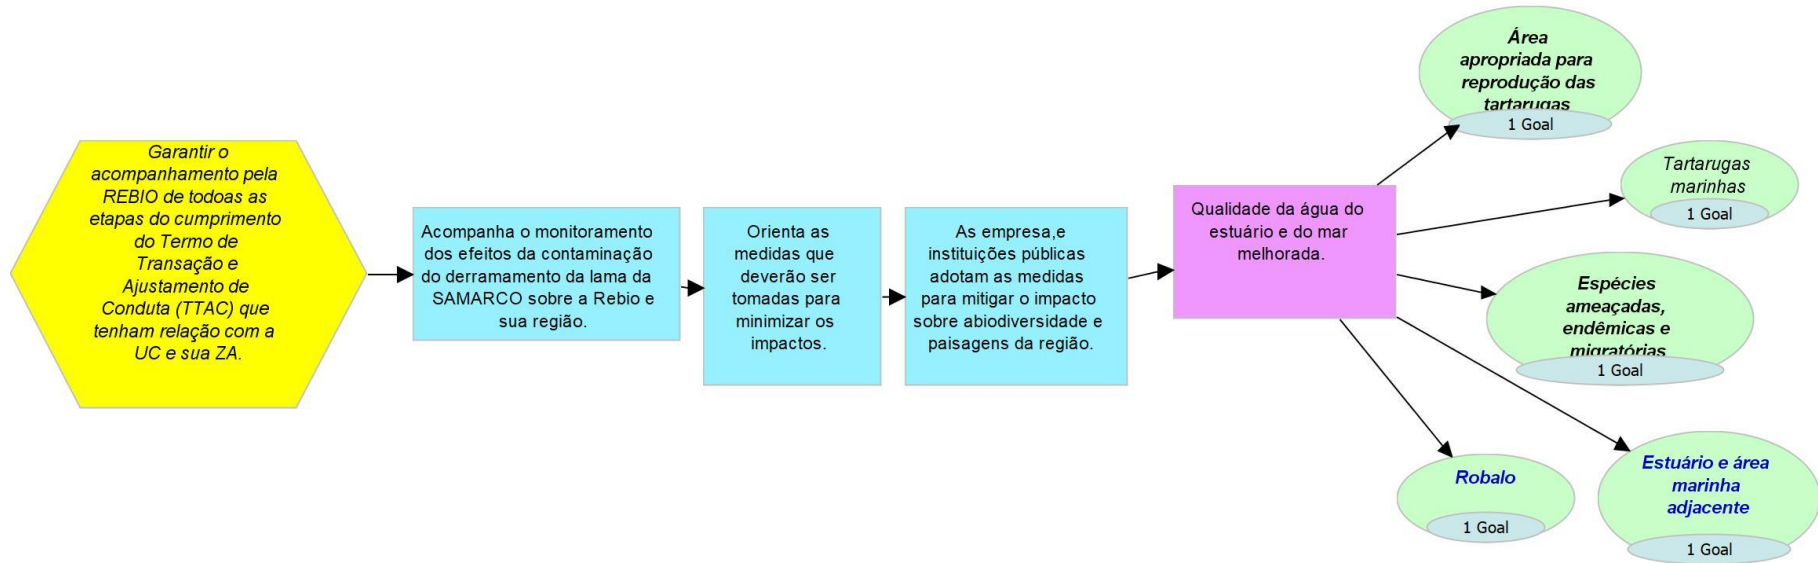 Garantir o
acompanhamento pela
REBIO de todoas as
etapas do cumprimento
do Termo de
Transação e
Ajustamento de
Conduta (TTAC) que
tenham relação com a
UC e sua ZA.
Acompanha o monitoramento
dos efeitos da contaminação
do derramamento da lama da
SAMARCO sobre a Rebio e
sua região.
Orienta as
medidas que
deverão ser
tomadas para
minimizar os
impactos.
As empresa,e
instituições públicas
adotam as medidas
para mitigar o impacto
sobre abiodiversidade e
paisagens da região.
Qualidade da água do
estuário e do mar
melhorada.
Área
apropriada para
reprodução das
tartarugas
1 Goal
Tartarugas
marinhas
1 Goal
Espécies
ameaçadas,
endêmicas e
migratórias
1 Goal
Robalo
1 Goal
Estuário e área
marinha
adjacente
1 Goal